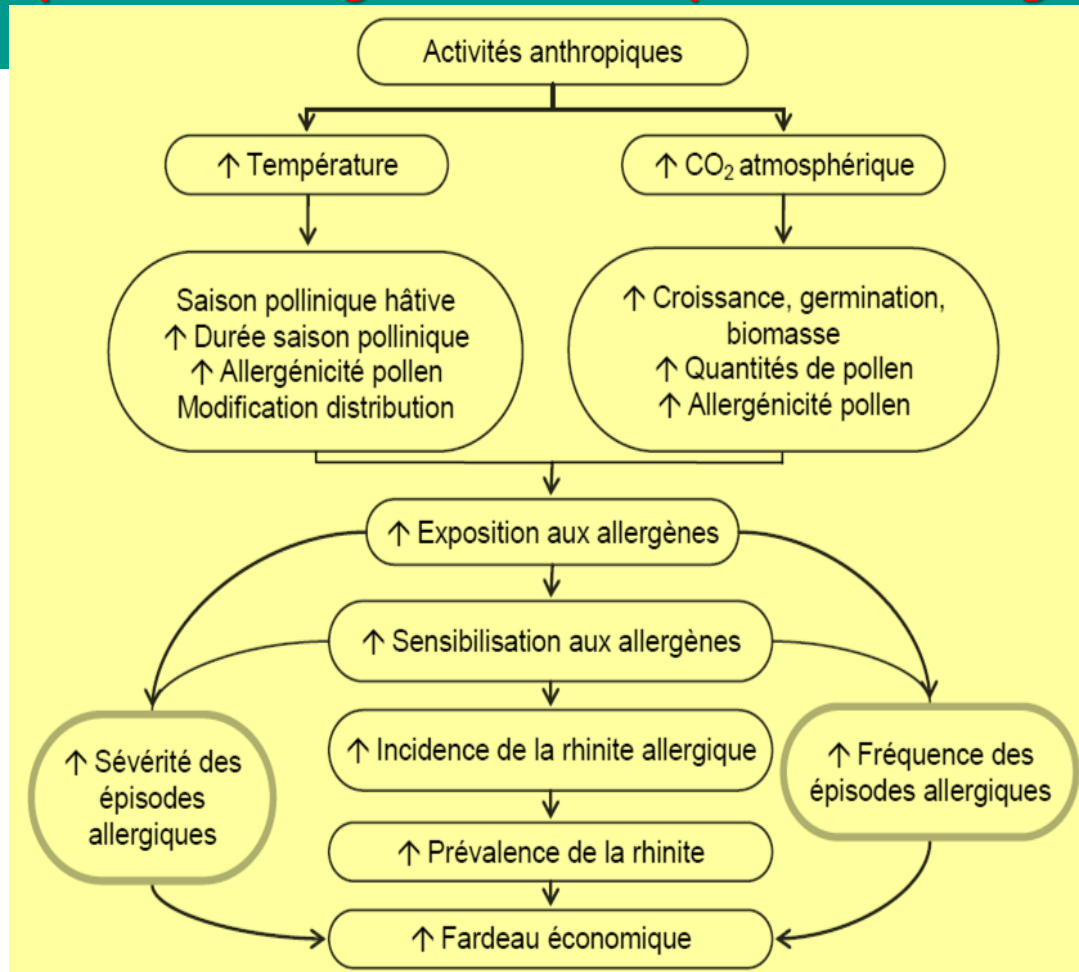 Activités anthropiques
↑ Température
↑ CO₂ atmosphérique
Saison pollinique hâtive
↑ Durée saison pollinique
↑ Allergénicité pollen
Modification distribution
↑ Croissance, germination,
biomasse
↑ Quantités de pollen
↑ Allergénicité pollen
↑ Exposition aux allergènes
↑ Sensibilisation aux allergènes
↑ Sévérité des
épisodes
allergiques
↑ Incidence de la rhinite allergique
↑ Fréquence des
épisodes allergiques
↑ Prévalence de la rhinite
↑ Fardeau économique